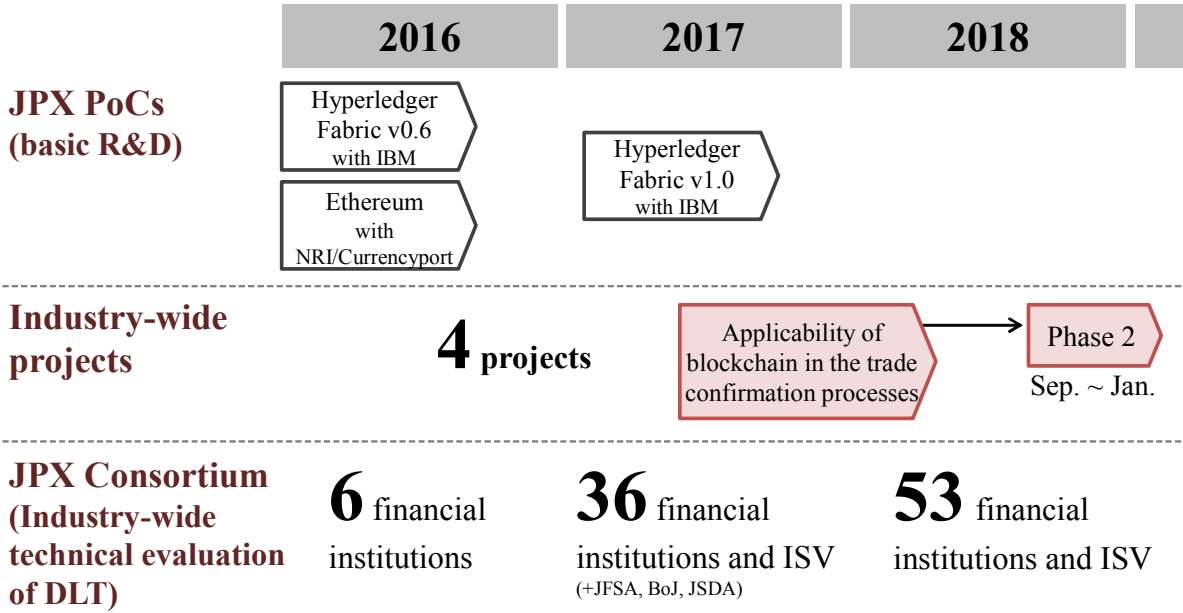 2016
2017
2018
JPX PoCs
(basic R&D)
Hyperledger
Fabric v0.6
with IBM
Ethereum
with
NRI/Currencyport
Hyperledger
Fabric v1.0
with IBM
Industry-wide
projects
4 projects
Applicability of
blockchain in the trade
confirmation processes
Phase 2
Sep. ~ Jan.
JPX Consortium
(Industry-wide
technical evaluation
of DLT)
6 financial
institutions
36 financial
institutions and ISV
(+JFSA, BoJ, JSDA)
53 financial
institutions and ISV